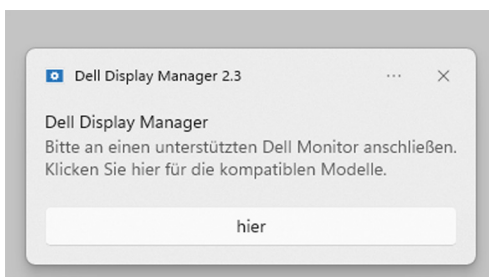 Dell Display Manager 2.3
Dell Display Manager
Bitte an einen unterstützten Dell Monitor anschließen.
Klicken Sie hier für die kompatiblen Modelle.
hier